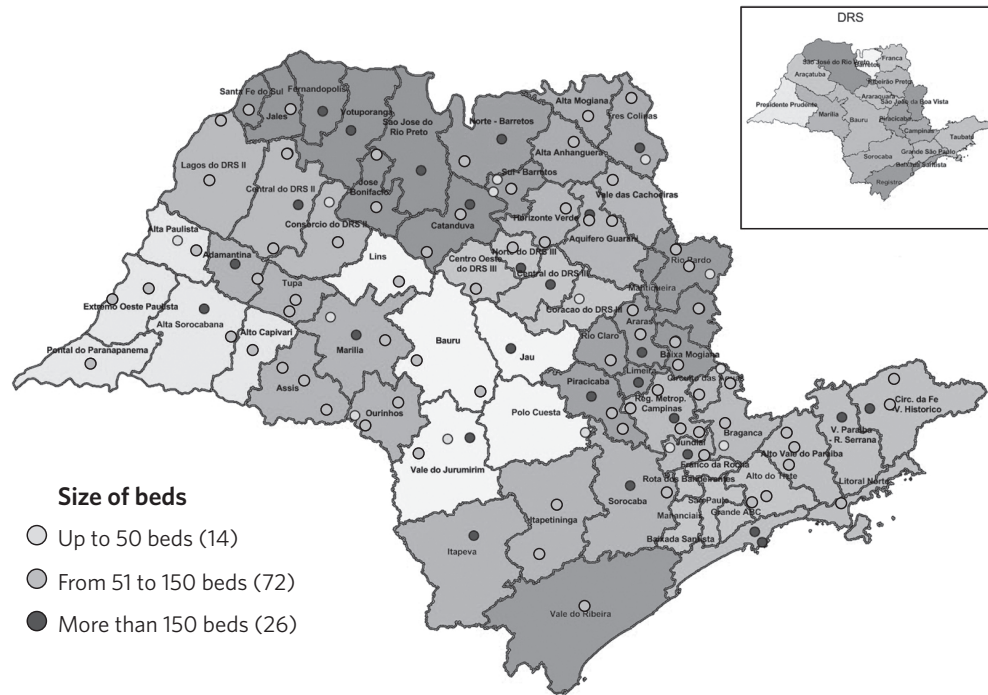 DRS
São José do Rio Preto
Barretos
Franca
Araçatuba
Ribeirão Preto
Araraquara
São João da Boa Vista
Presidente Prudente
Marília
Bauru
Piracicaba
Campinas
Taubaté
Sorocaba
Grande São Paulo
Baixada Santista
Registro
Santa Fe do Sul
Fernandopolis
Jales
Votuporanga
São Jose do
Rio Preto
Norte - Barretos
Alta Mogiana
Tres Colinas
Alta Anhanguera
Lagos do DRS II
Central do DRS II
Jose
Bonifacio
Sul - Barretos
Vale das Cachoeiras
Consorcio do DRS II
Catanduva
Horizonte Verde
Aquifero Guarani
Alta Paulista
Adamantina
Lins
Centro Oeste
do DRS III
Norte do DRS III
Central do DRS III
Rio Pardo
Tupa
Mantiqueira
Extremo Oeste Paulista
Alta Sorocabana
Alto Capivari
Coracao do DRS III
Araras
Rio Claro
Marilia
Bauru
Jau
Baixa Mogiana
Pontal do Paranapanema
Assis
Limeira
Circuito das Aguas
Piracicaba
Reg. Metrop.
Campinas
Circ. da Fe
V. Historico
Ourinhos
Polo Cuesta
Braganca
V. Paraiba
- R. Serrana
Jundiai
Alto Vale do Paraiba
Franco da Rocha
Vale do Jurumirim
Rota dos Bandeirantes
Alto do Tiete
Litoral Norte
Sorocaba
São Paulo
Grande ABC
Mananciais
Itapetininga
Baixada Santista
Itapeva
Vale do Ribeira
Size of beds
Up to 50 beds (14)
From 51 to 150 beds (72)
More than 150 beds (26)